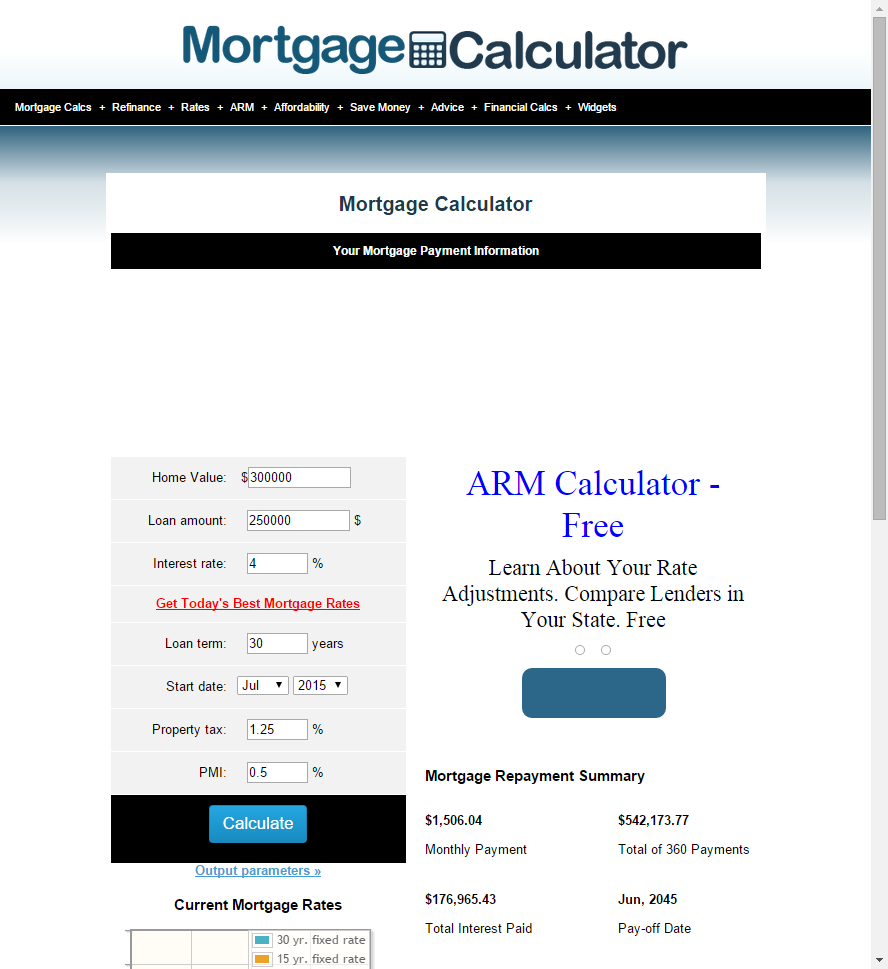 Mortgage Calculator
Mortgage Calcs + Refinance + Rates + ARM + Affordability + Save Money + Advice + Financial Calcs + Widgets
Mortgage Calculator
Your Mortgage Payment Information
Home Value: $300000
Loan amount: 250000 $
Interest rate: 4 %
Get Today's Best Mortgage Rates
Loan term: 30 years
Start date: Jul 2015
Property tax: 1.25 %
PMI: 0.5 %
Calculate
Output parameters »
Current Mortgage Rates
30 yr. fixed rate
15 yr. fixed rate
ARM Calculator -
Free
Learn About Your Rate
Adjustments. Compare Lenders in
Your State. Free
Mortgage Repayment Summary
$1,506.04 $542,173.77
Monthly Payment Total of 360 Payments
$176,965.43 Jun, 2045
Total Interest Paid Pay-off Date